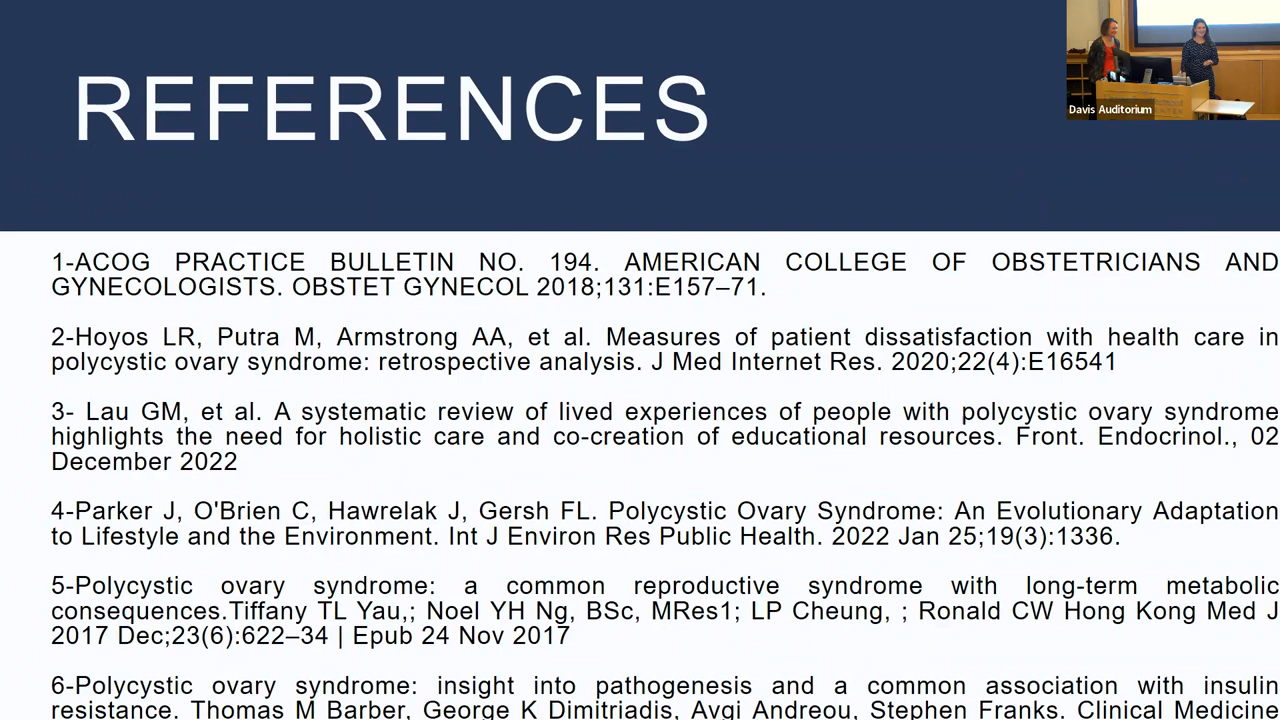 REFERENCES
Davis Auditorium
1-ACOG PRACTICE BULLETIN NO. 194. AMERICAN COLLEGE OF OBSTETRICIANS AND
GYNECOLOGISTS. OBSTET GYNECOL 2018;131:E157–71.
2-Hoyos LR, Putra M, Armstrong AA, et al. Measures of patient dissatisfaction with health care in
polycystic ovary syndrome: retrospective analysis. J Med Internet Res. 2020;22(4):E16541
3- Lau GM, et al. A systematic review of lived experiences of people with polycystic ovary syndrome
highlights the need for holistic care and co-creation of educational resources. Front. Endocrinol., 02
December 2022
4-Parker J, O'Brien C, Hawrelak J, Gersh FL. Polycystic Ovary Syndrome: An Evolutionary Adaptation
to Lifestyle and the Environment. Int J Environ Res Public Health. 2022 Jan 25;19(3):1336.
5-Polycystic ovary syndrome: a common reproductive syndrome with long-term metabolic
consequences.Tiffany TL Yau,; Noel YH Ng, BSc, MRes1; LP Cheung, ; Ronald CW Hong Kong Med J
2017 Dec;23(6):622–34 | Epub 24 Nov 2017
6-Polycystic ovary syndrome: insight into pathogenesis and a common association with insulin
resistance. Thomas M Barber, George K Dimitriadis, Avgi Andreou, Stephen Franks. Clinical Medicine